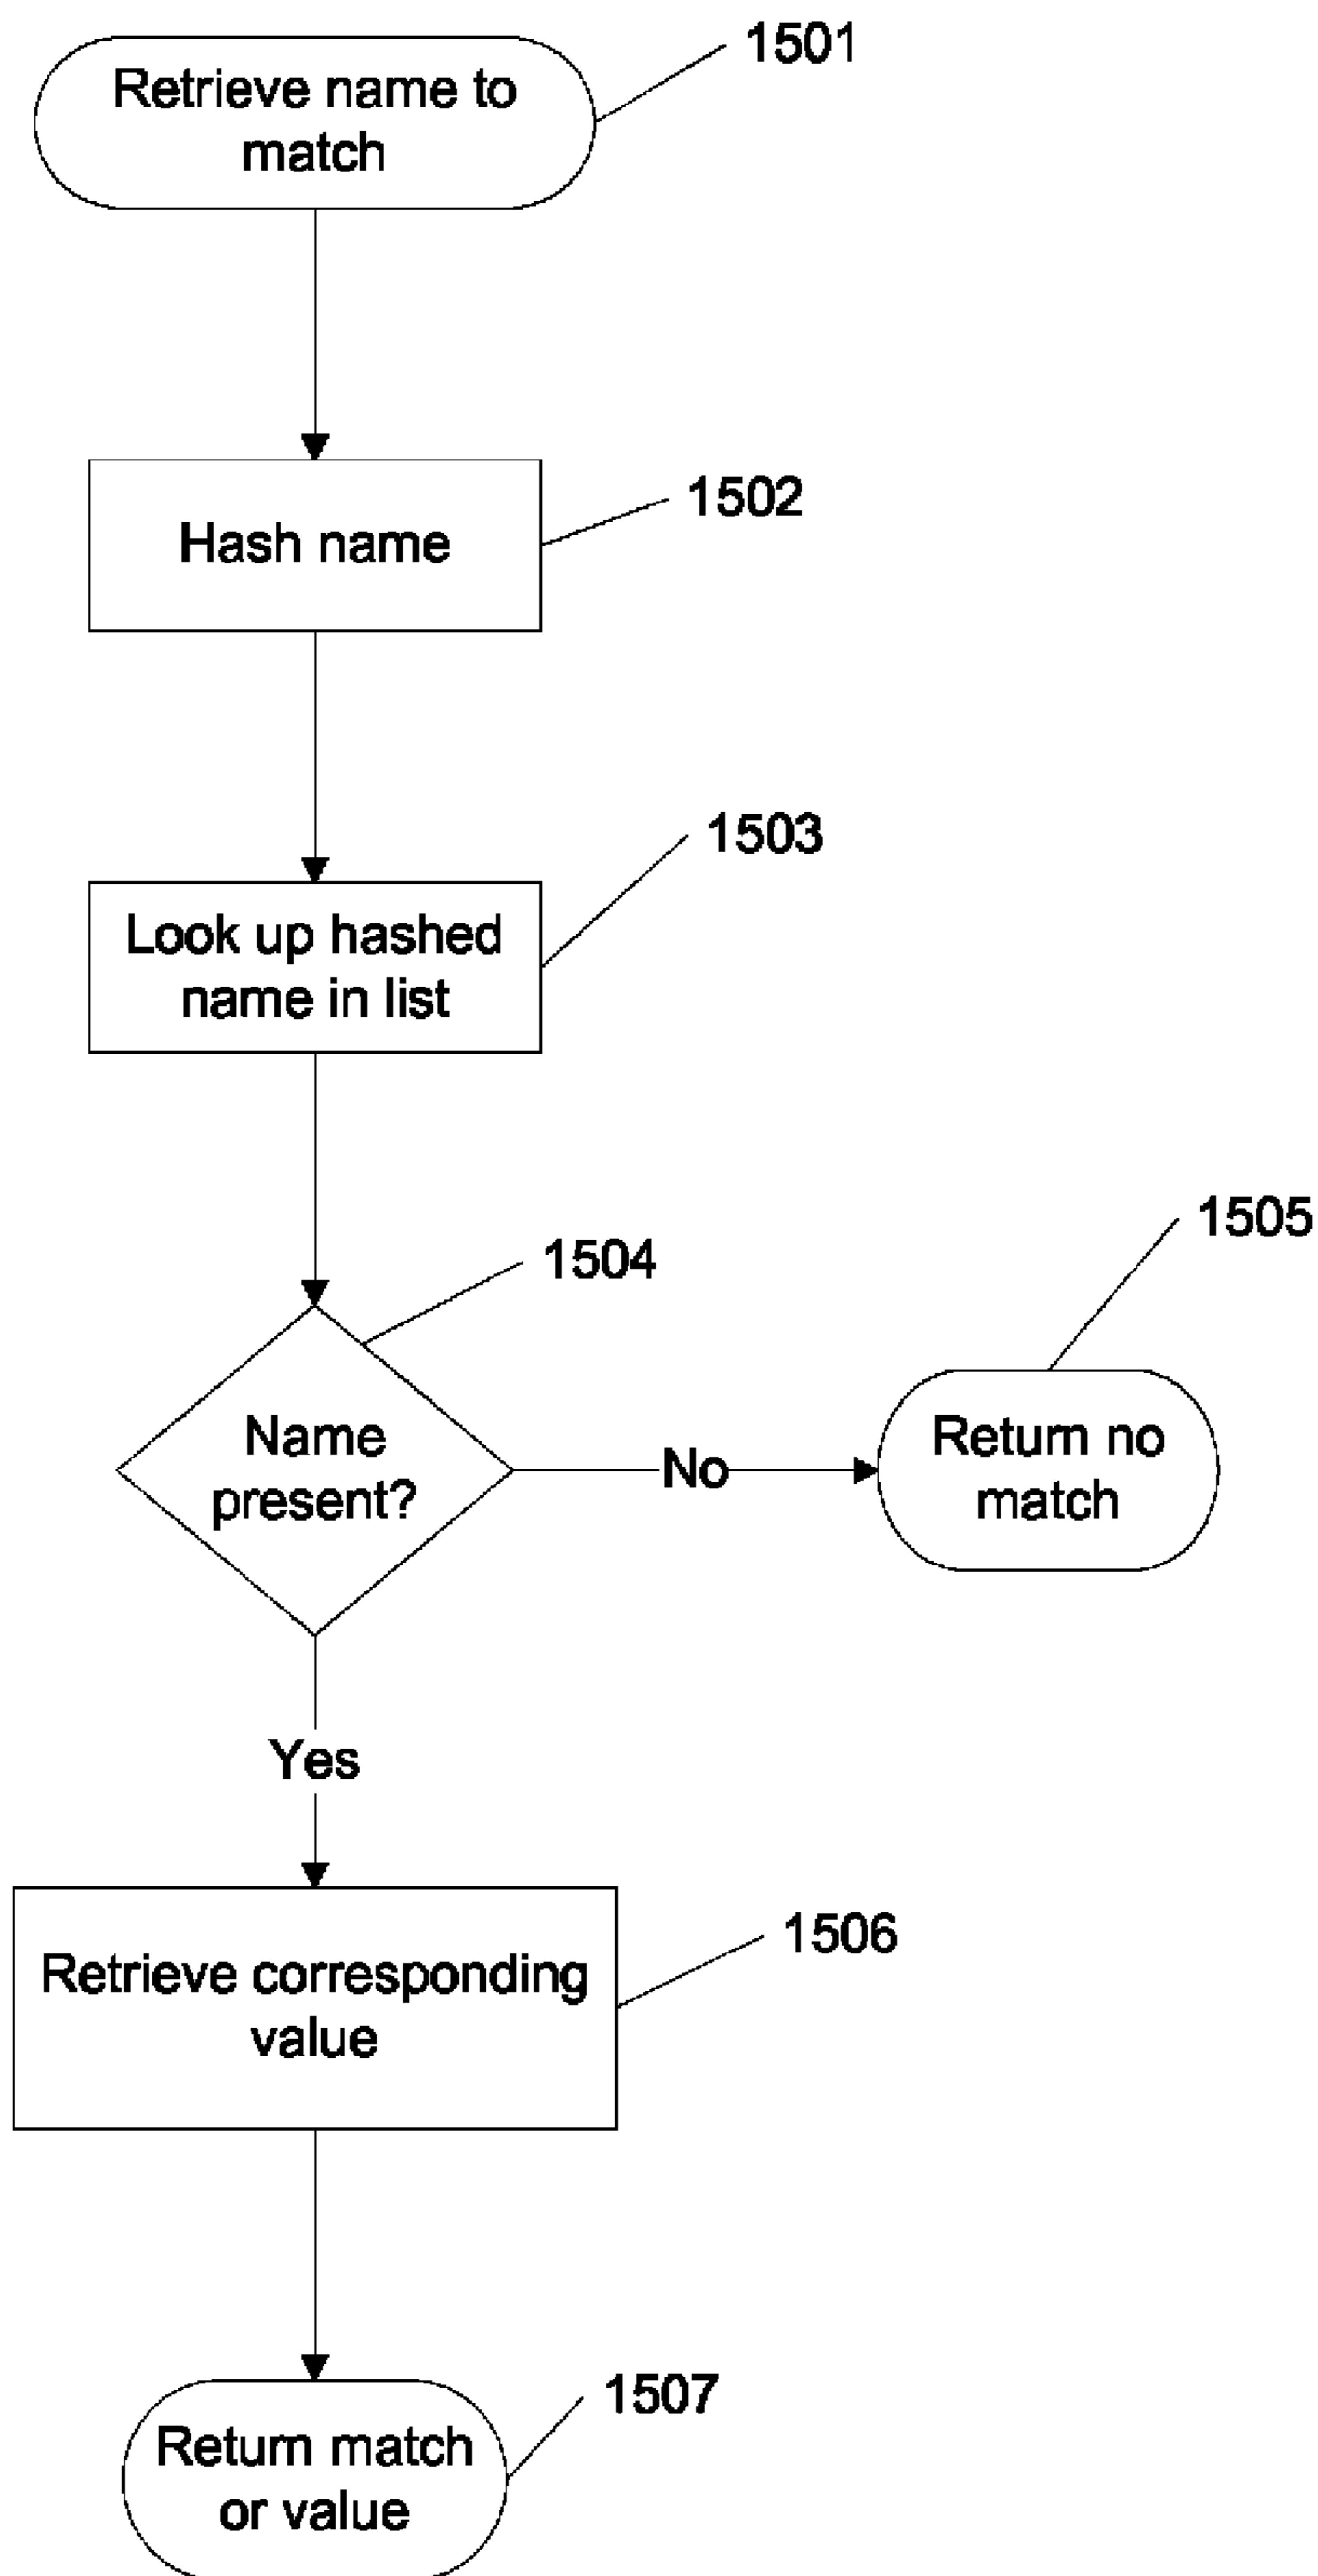 1501
Retrieve name to
match
1502
Hash name
1503
Look up hashed
name in list
1504
1505
Name
present?
No
Return no
match
Yes
1506
Retrieve corresponding
value
1507
Return match
or value